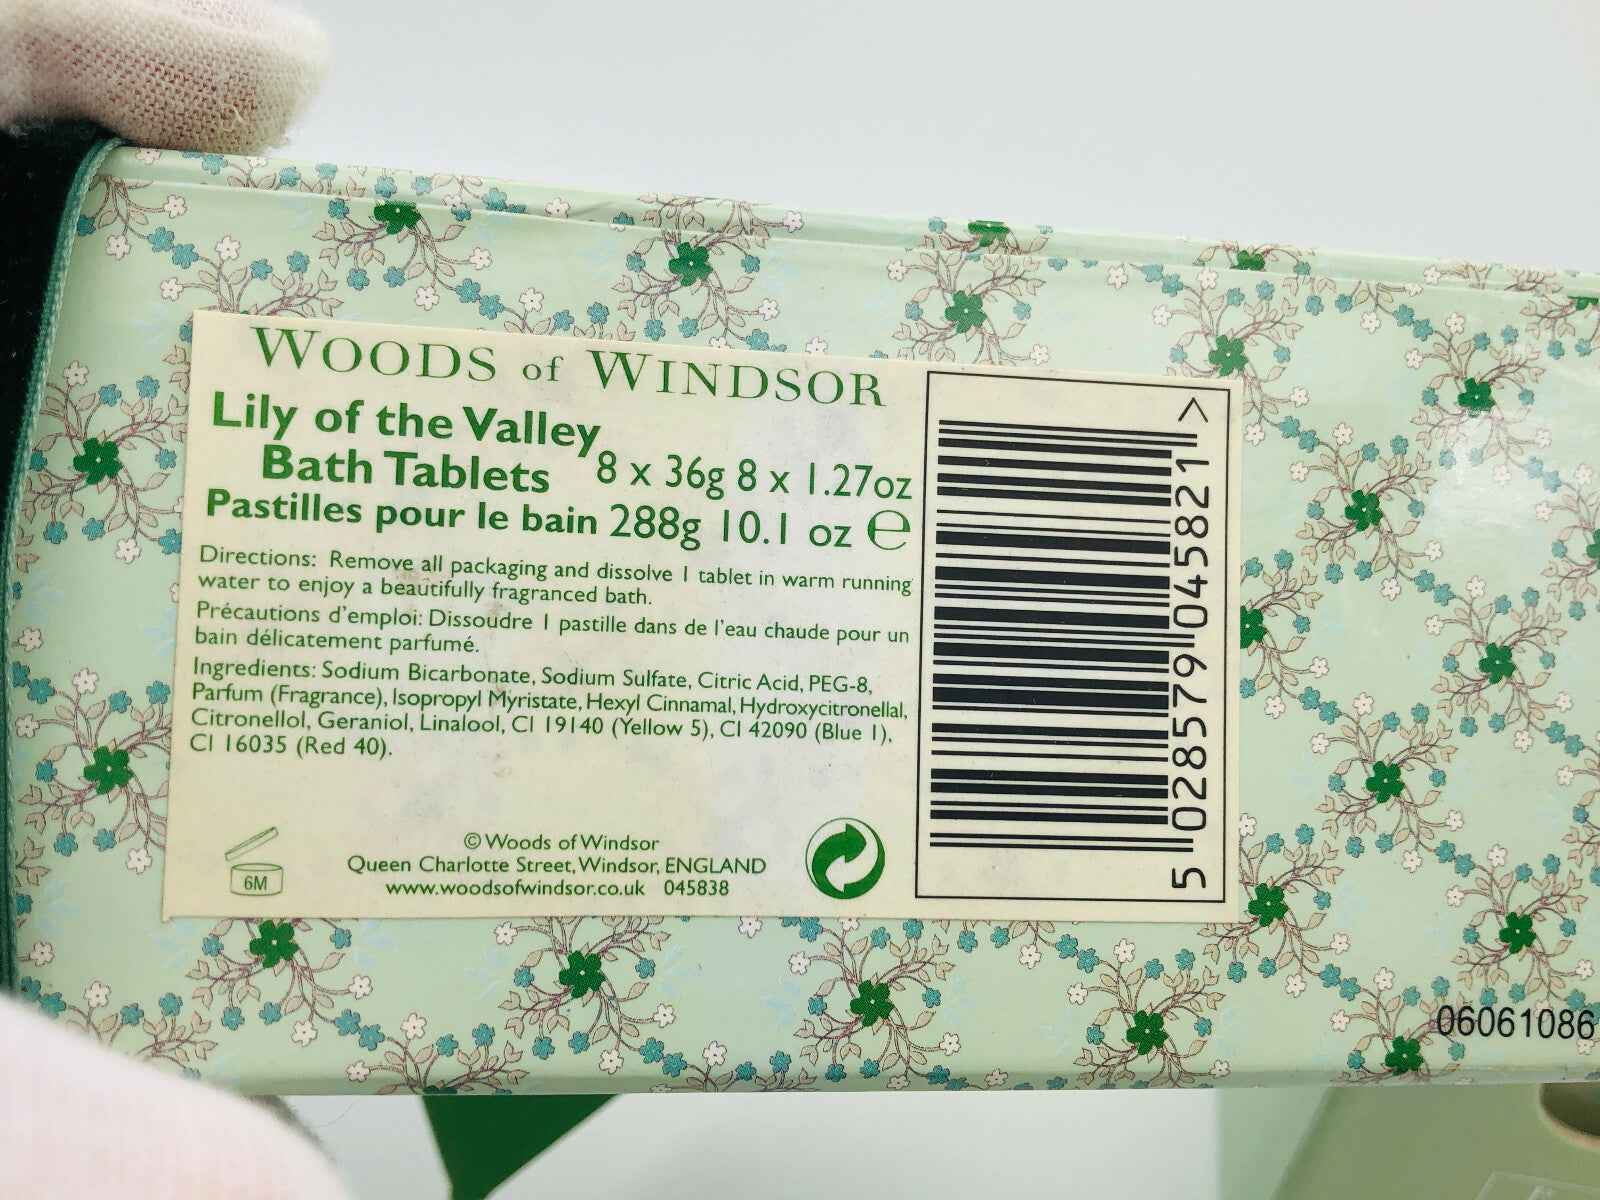 WOODS of WINDSOR
Lily of the Valley
Bath Tablets 8 x 36g 8 x 1.27oz
Pastilles pour le bain 288g 10.1 oz ℮
Directions: Remove all packaging and dissolve 1 tablet in warm running
water to enjoy a beautifully fragranced bath.
Précautions d'emploi: Dissoudre 1 pastille dans de l'eau chaude pour un
bain délicatement parfumé.
Ingredients: Sodium Bicarbonate, Sodium Sulfate, Citric Acid, PEG-8,
Parfum (Fragrance), Isopropyl Myristate, Hexyl Cinnamal, Hydroxycitronellal,
Citronellol, Geraniol, Linalool, CI 19140 (Yellow 5), CI 42090 (Blue 1),
CI 16035 (Red 40).
6M
© Woods of Windsor
Queen Charlotte Street, Windsor, ENGLAND
www.woodsofwindsor.co.uk 045838
5 028579 045821 >
06061086